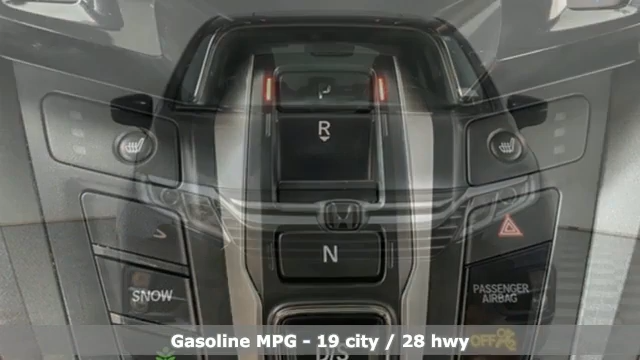 P
R
N
SNOW
PASSENGER
AIRBAG
OFF
D/S
Gasoline MPG - 19 city / 28 hwy